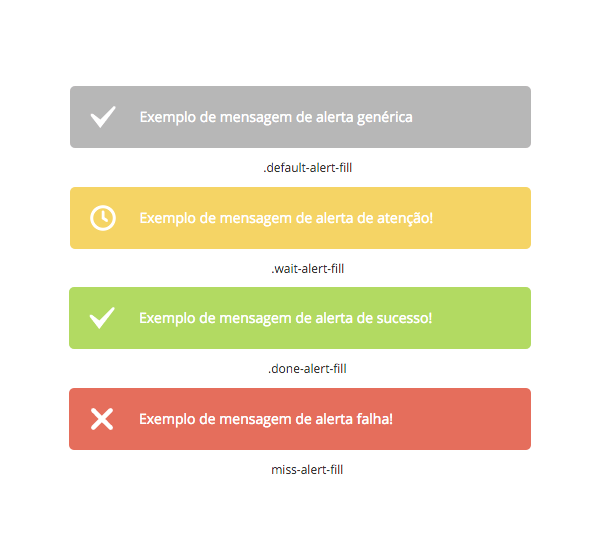 Exemplo de mensagem de alerta genérica
.default-alert-fill
Exemplo de mensagem de alerta de atenção!
.wait-alert-fill
Exemplo de mensagem de alerta de sucesso!
.done-alert-fill
Exemplo de mensagem de alerta falha!
miss-alert-fill